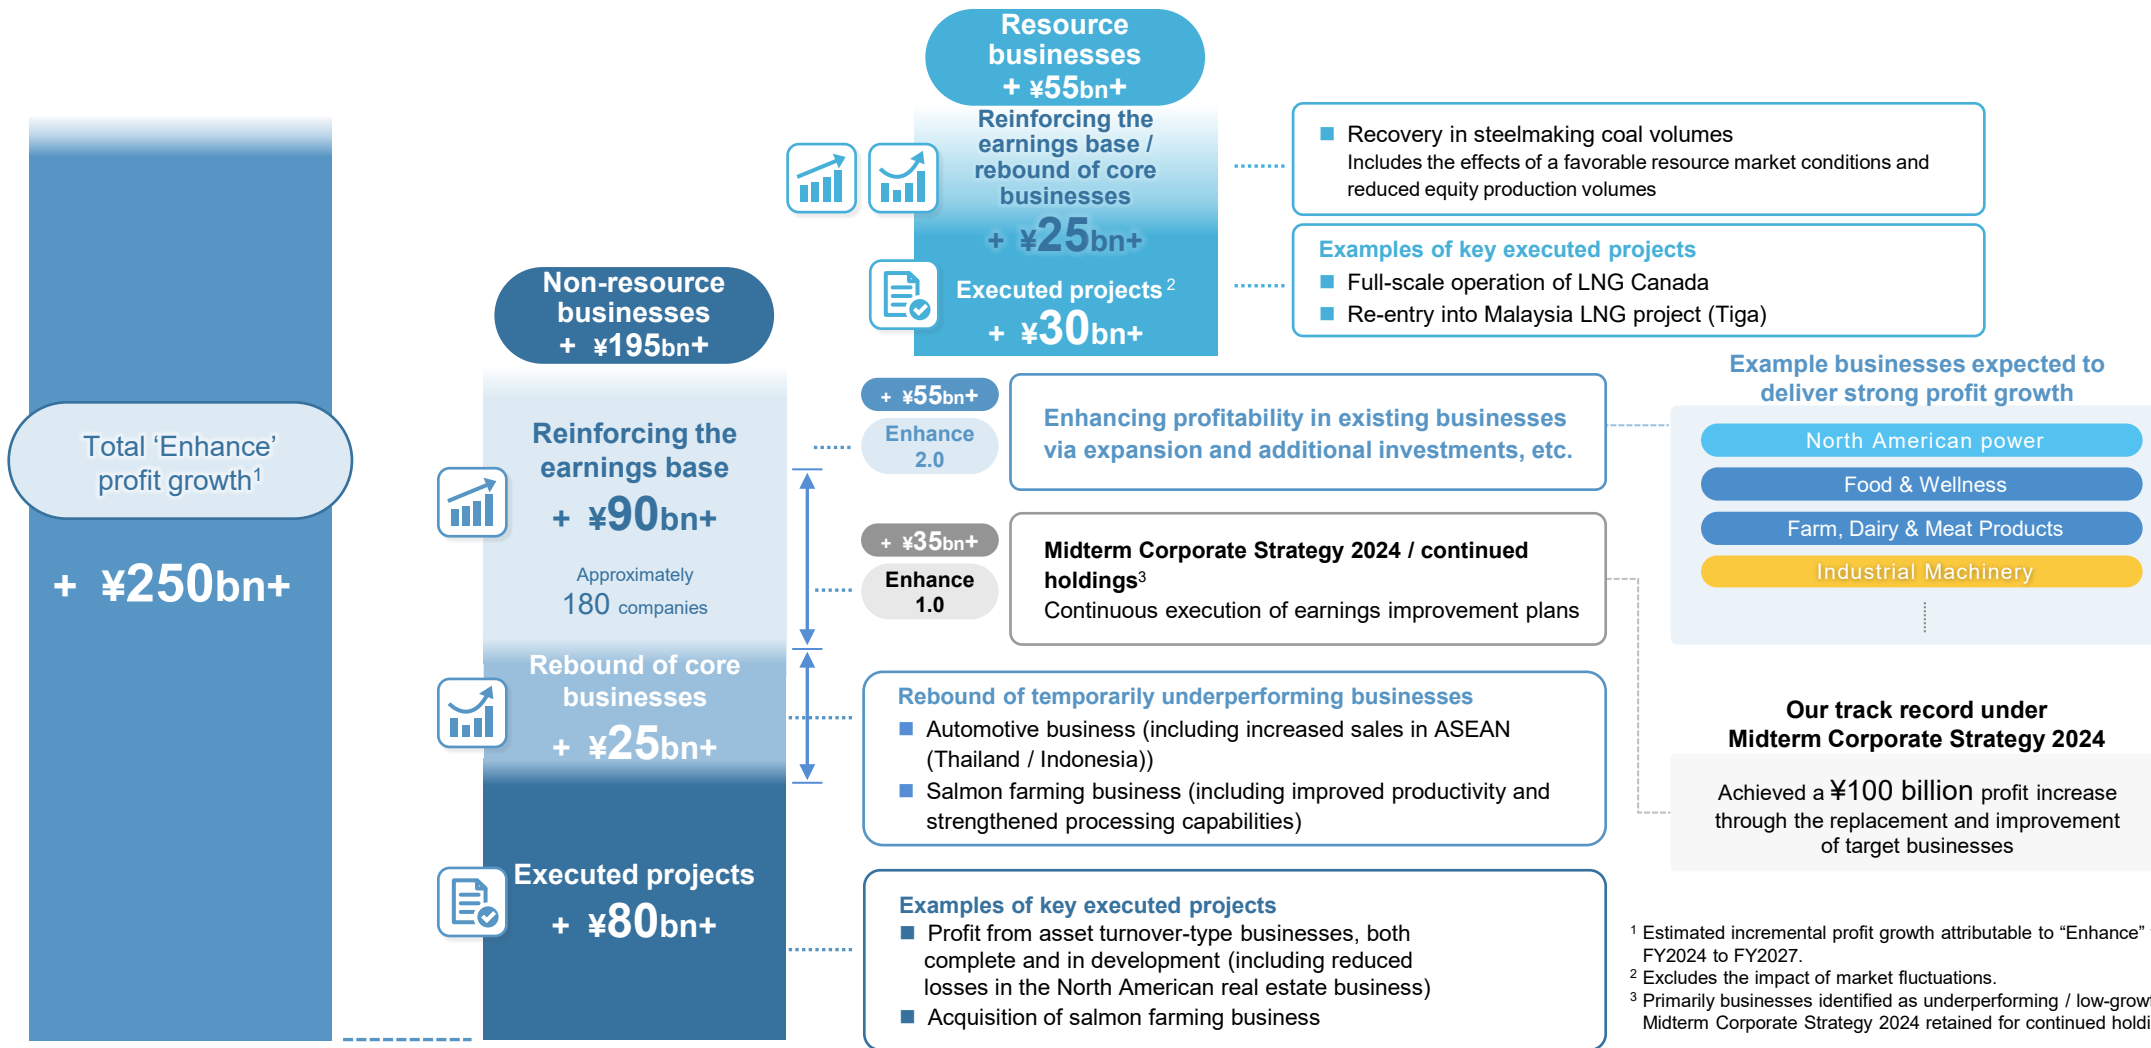 Resource
businesses
+ ¥55bn+
Reinforcing the
earnings base /
rebound of core
businesses
+ ¥25bn+
Executed projects 2
+ ¥30bn+
■ Recovery in steelmaking coal volumes
Includes the effects of a favorable resource market conditions and
reduced equity production volumes
Examples of key executed projects
■ Full-scale operation of LNG Canada
■ Re-entry into Malaysia LNG project (Tiga)
Total ‘Enhance’
profit growth1
+ ¥250bn+
Non-resource
businesses
+ ¥195bn+
Reinforcing the
earnings base
+ ¥90bn+
Approximately
180 companies
Rebound of core
businesses
+ ¥25bn+
Executed projects
+ ¥80bn+
+ ¥55bn+
Enhance
2.0
Enhancing profitability in existing businesses
via expansion and additional investments, etc.
+ ¥35bn+
Enhance
1.0
Midterm Corporate Strategy 2024 / continued
holdings3
Continuous execution of earnings improvement plans
Rebound of temporarily underperforming businesses
■ Automotive business (including increased sales in ASEAN
(Thailand / Indonesia))
■ Salmon farming business (including improved productivity and
strengthened processing capabilities)
Examples of key executed projects
■ Profit from asset turnover-type businesses, both
complete and in development (including reduced
losses in the North American real estate business)
■ Acquisition of salmon farming business
Example businesses expected to
deliver strong profit growth
North American power
Food & Wellness
Farm, Dairy & Meat Products
Industrial Machinery
Our track record under
Midterm Corporate Strategy 2024
Achieved a ¥100 billion profit increase
through the replacement and improvement
of target businesses
1 Estimated incremental profit growth attributable to “Enhance”
FY2024 to FY2027.
2 Excludes the impact of market fluctuations.
3 Primarily businesses identified as underperforming /
Midterm Corporate Strategy 2024 retained for continued